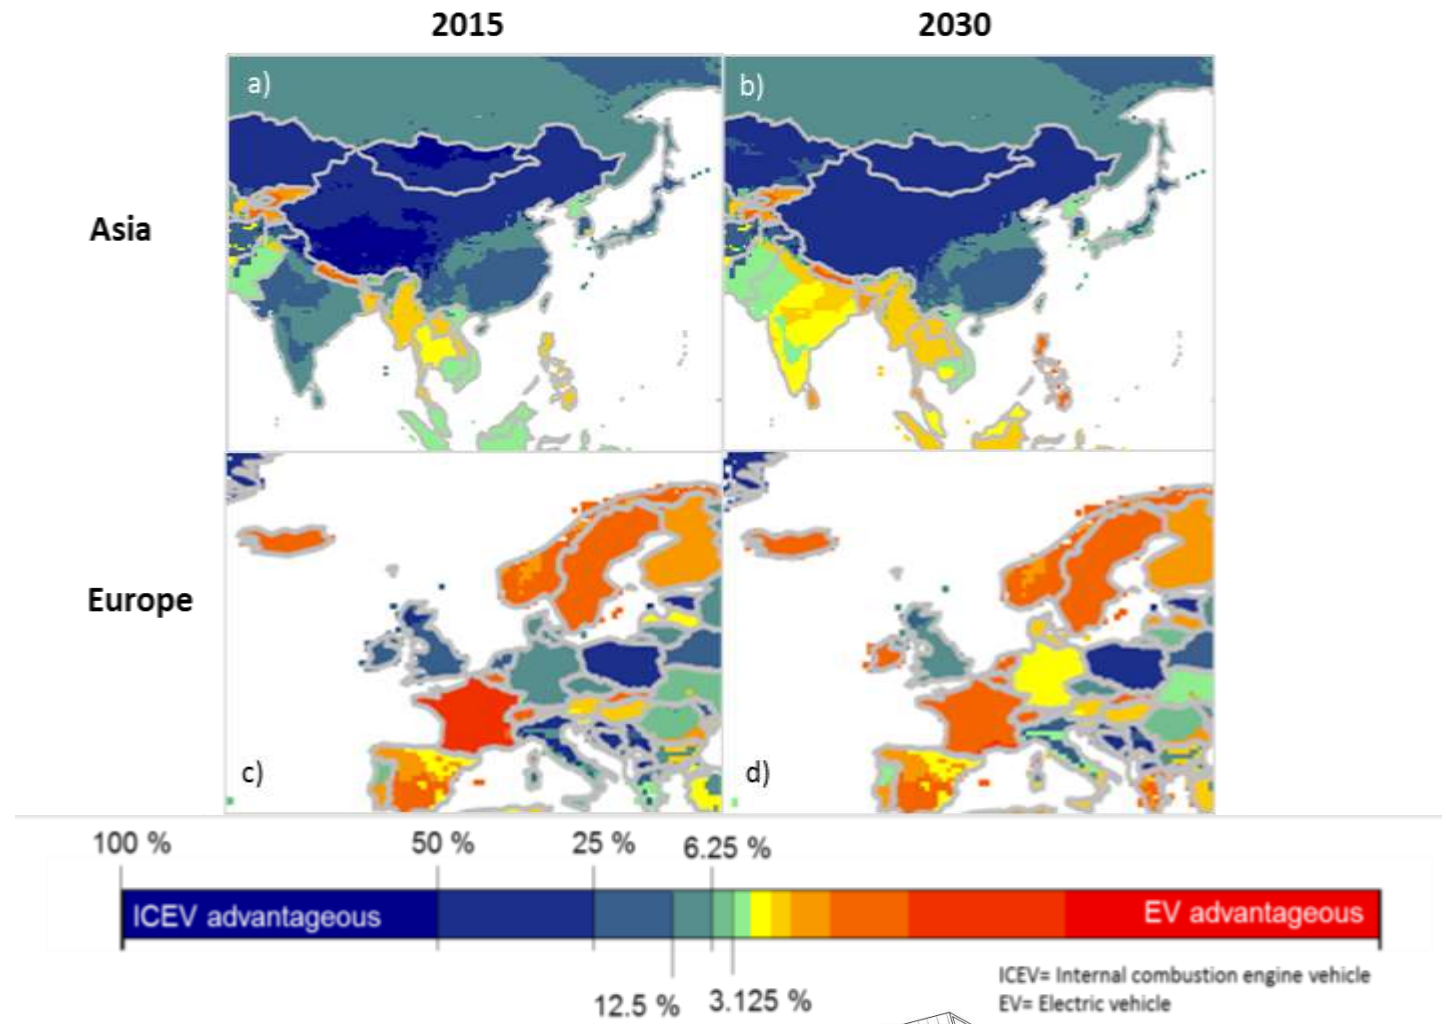 2015 2030
a) b)
Asia
Europe
c) d)
100 % 50 % 25 % 6.25 %
ICEV advantageous EV advantageous
12.5 % 3.125 %
ICEV= Internal combustion engine vehicle
EV= Electric vehicle